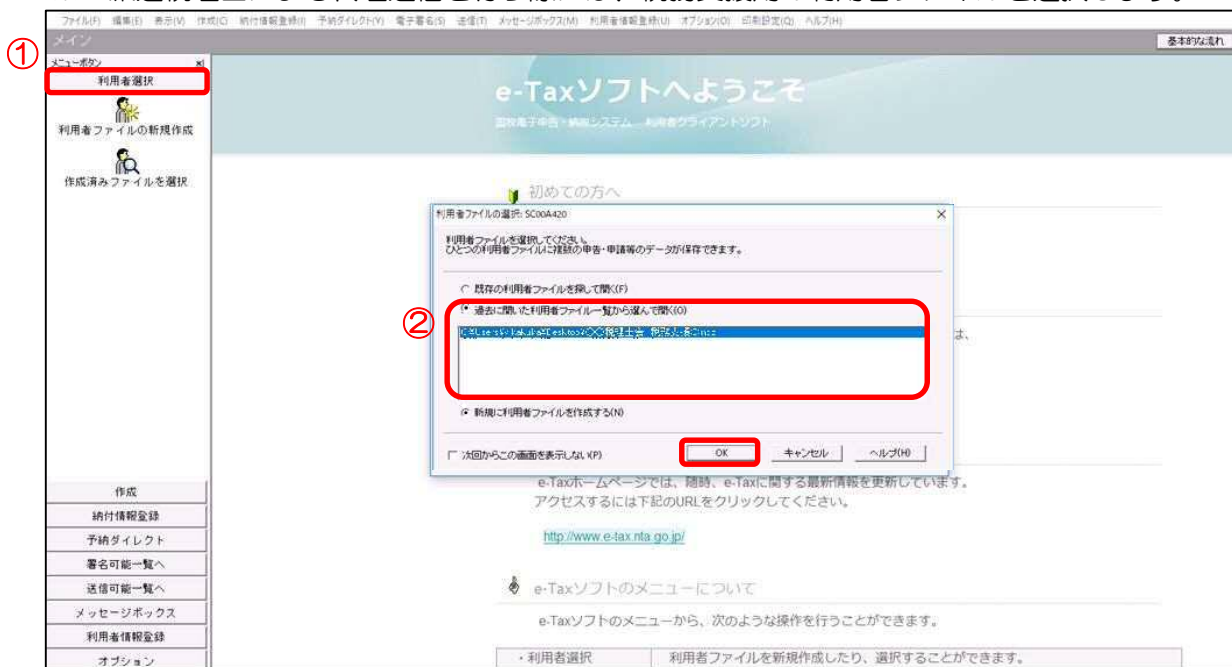 ファイル(F) 編集(E) 表示(V) 作成(C) 納付情報登録(I) 予納ダイレクト(Y) 電子署名(S) 送信(T) メッセージボックス(M) 利用者情報登録(U) オプション(O) 印刷設定(Q) ヘルプ(H)
メイン
基本的な流れ
①
メニューボタン
利用者選択
利用者ファイルの新規作成
作成済みファイルを選択
e-Taxソフトへようこそ
国税電子申告・納税システム 利用者クライアントソフト
初めての方へ
利用者ファイルの選択: SC00A420
利用者ファイルを選択してください。
ひとつの利用者ファイルに複数の申告・申請等のデータが保存できます。
既存の利用者ファイルを探して開く(F)
過去に開いた利用者ファイル一覧から選んで開く(O)
②
は、
新規に利用者ファイルを作成する(N)
次回からこの画面を表示しない(P)
OK
キャンセル
ヘルプ(H)
e-Taxホームページでは、随時、e-Taxに関する最新情報を更新しています。
アクセスするには下記のURLをクリックしてください。
http://www.e-tax.nta.go.jp/
e-Taxソフトのメニューについて
e-Taxソフトのメニューから、次のような操作を行うことができます。
・利用者選択 利用者ファイルを新規作成したり、選択することができます。
作成
納付情報登録
予納ダイレクト
署名可能一覧へ
送信可能一覧へ
メッセージボックス
利用者情報登録
オプション